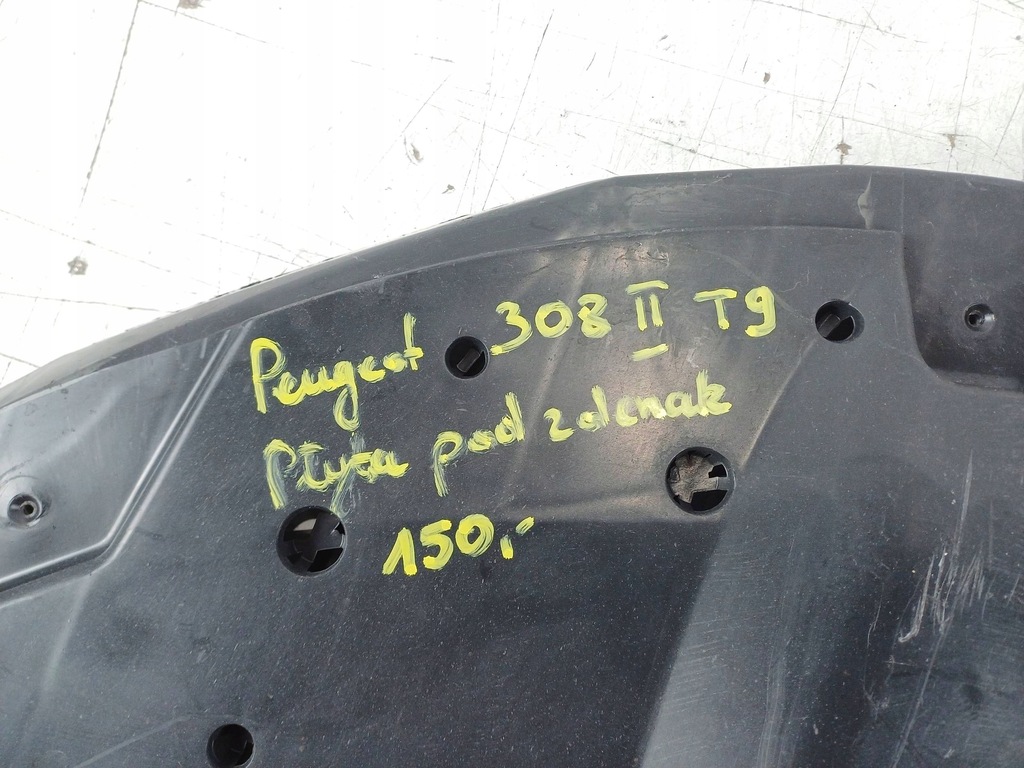 Peugeot 308 II T9
Płyta pod zderzak
150,-